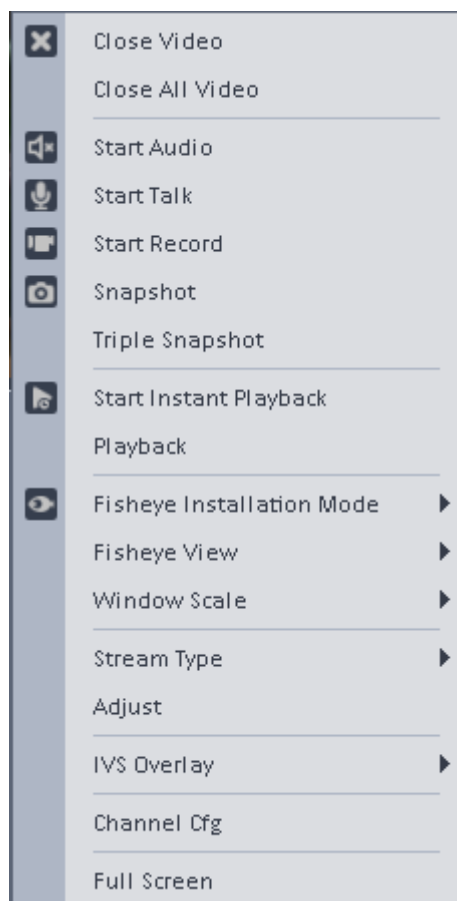 Close Video
Close All Video
Start Audio
Start Talk
Start Record
Snapshot
Triple Snapshot
Start Instant Playback
Playback
Fisheye Installation Mode
Fisheye View
Window Scale
Stream Type
Adjust
IVS Overlay
Channel Cfg
Full Screen